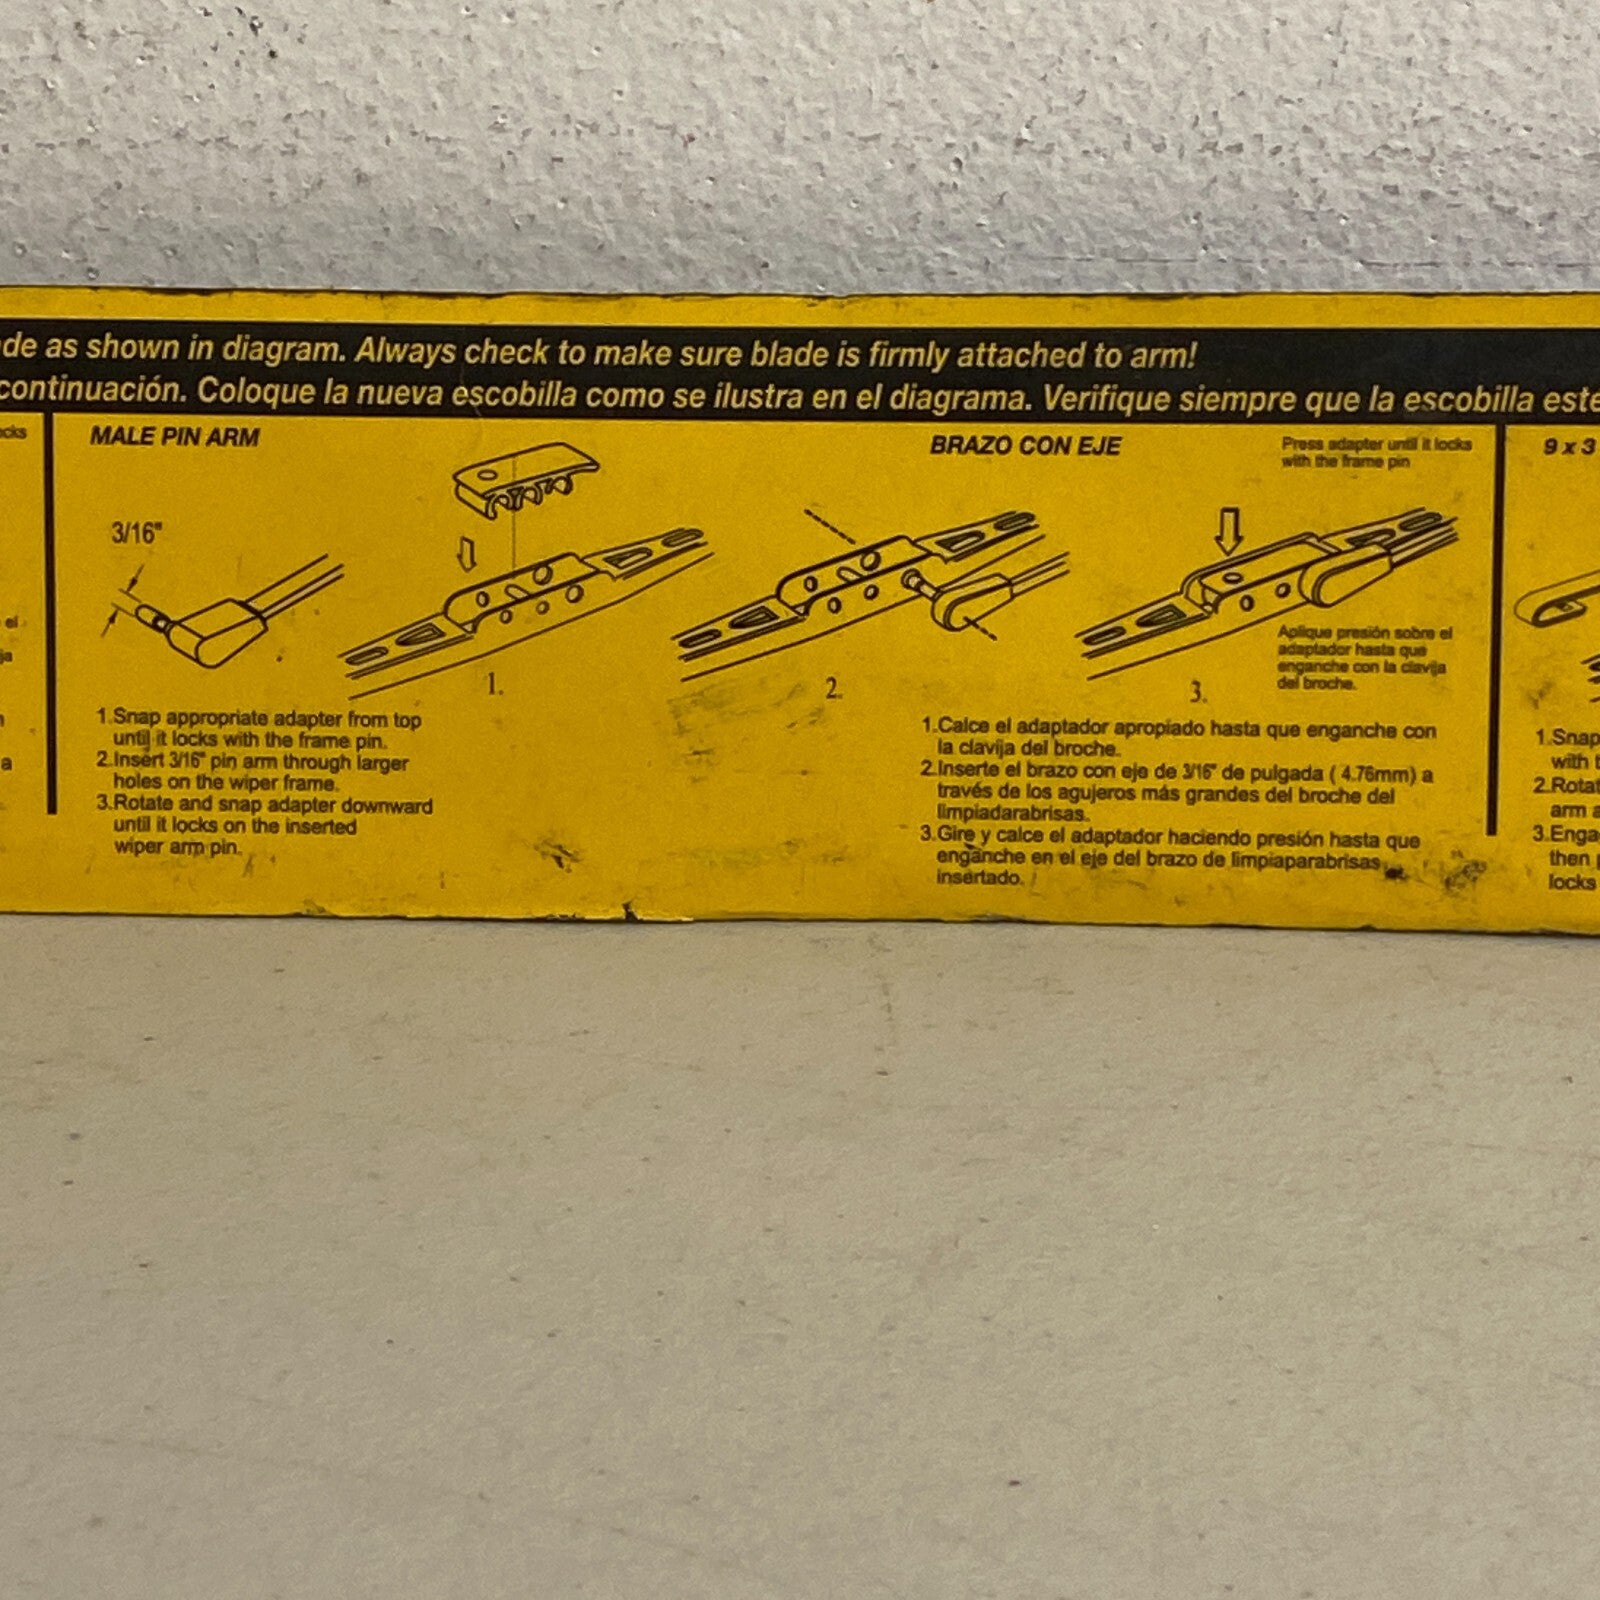 de as shown in diagram. Always check to make sure blade is firmly attached to arm!
continuación. Coloque la nueva escobilla como se ilustra en el diagrama. Verifique siempre que la escobilla esté
cks
el
ja
a
MALE PIN ARM
3/16"
1.
1.Snap appropriate adapter from top
until it locks with the frame pin.
2.Insert 3/16" pin arm through larger
holes on the wiper frame.
3.Rotate and snap adapter downward
until it locks on the inserted
wiper arm pin.
2.
BRAZO CON EJE
Press adapter until it locks
with the frame pin
Aplique presión sobre el
adaptador hasta que
enganche con la clavija
del broche.
3.
1.Calce el adaptador apropiado hasta que enganche con
la clavija del broche.
2.Inserte el brazo con eje de 3/16" de pulgada ( 4.76mm) a
través de los agujeros más grandes del broche del
limpiadarabrisas.
3.Gire y calce el adaptador haciendo presión hasta que
enganche en el eje del brazo de limpiaparabrisas
insertado.
9 x 3
1.Snap
with
2.Rotat
arm a
3.Enga
then
locks